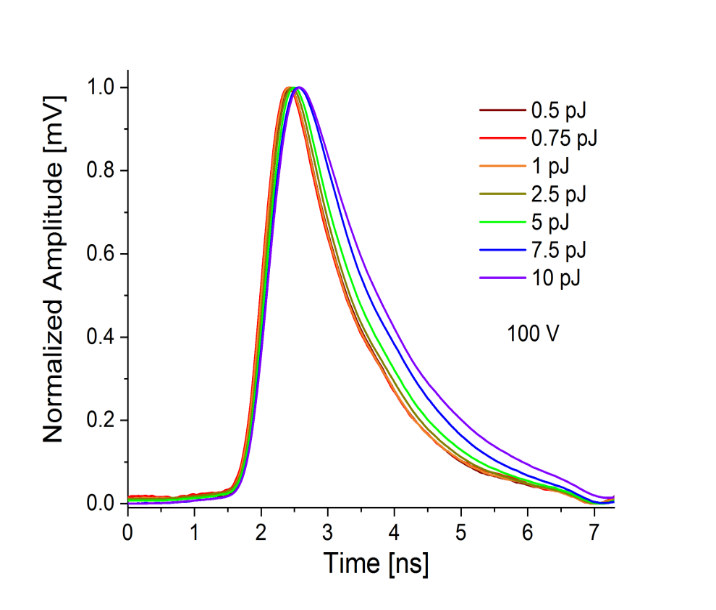 Normalized Amplitude [mV]
1.0
0.8
0.6
0.4
0.2
0.0
0.5 pJ
0.75 pJ
1 pJ
2.5 pJ
5 pJ
7.5 pJ
10 pJ
100 V
0 1 2 3 4 5 6 7
Time [ns]